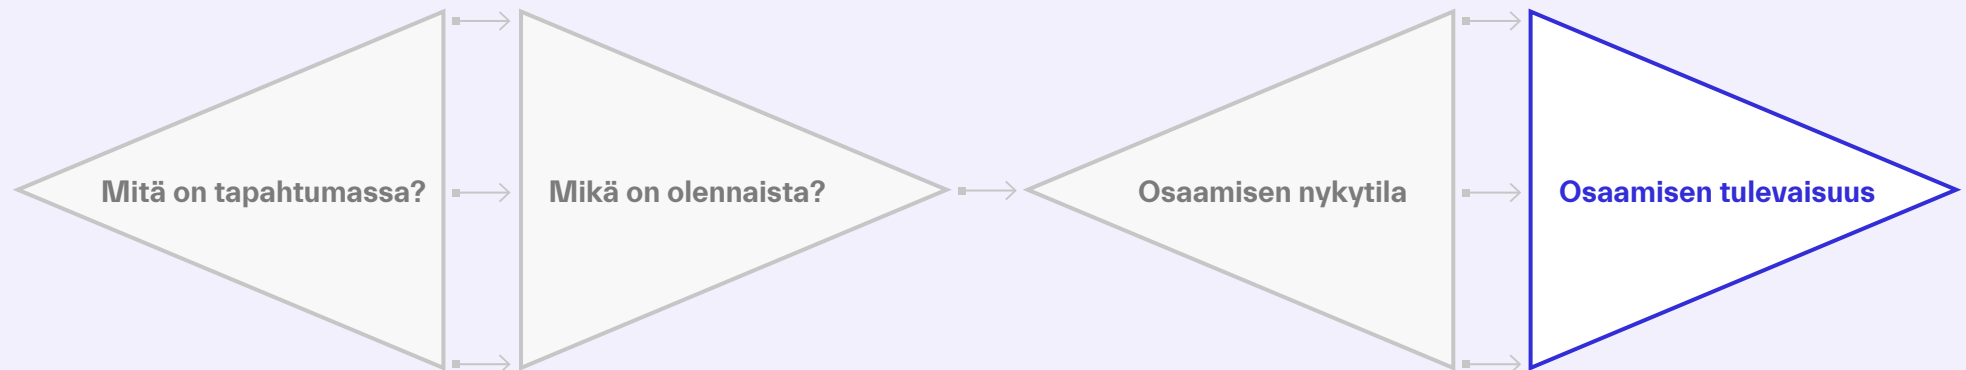 Mitä on tapahtumassa?
Mikä on olennaista?
Osaamisen nykytila
Osaamisen tulevaisuus